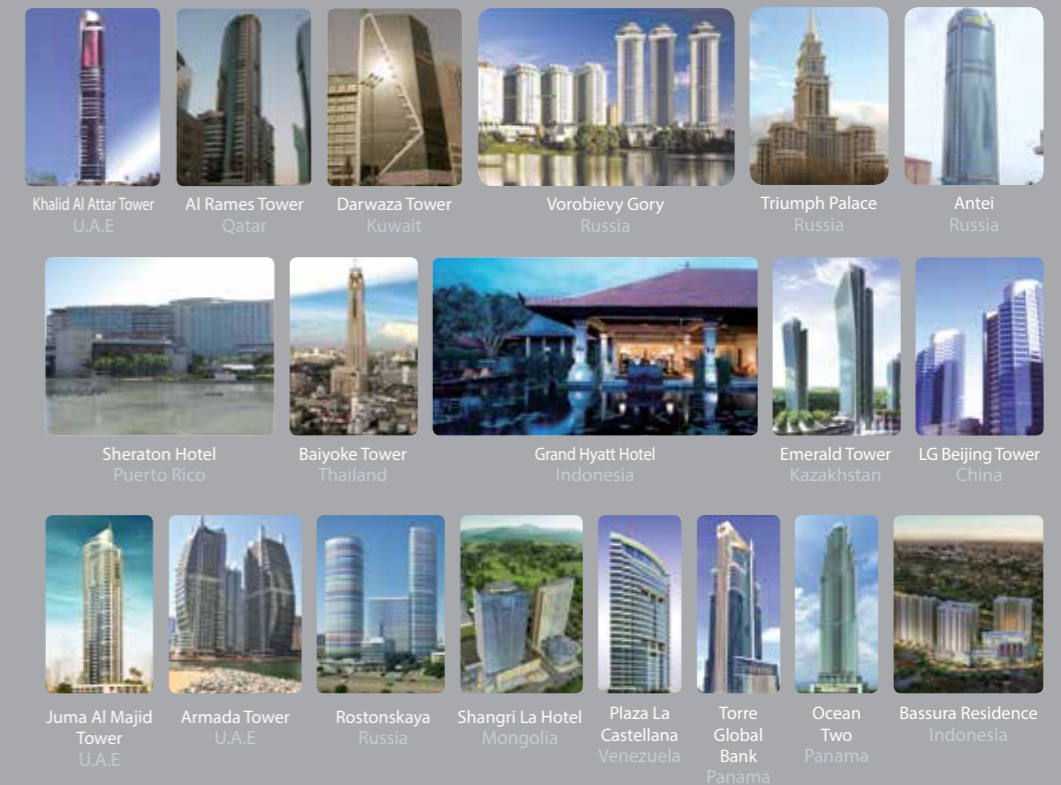 Khalid Al Attar Tower
U.A.E
Al Rames Tower
Qatar
Darwaza Tower
Kuwait
Vorobievy Gory
Russia
Triumph Palace
Russia
Antei
Russia
Sheraton Hotel
Puerto Rico
Baiyoke Tower
Thailand
Grand Hyatt Hotel
Indonesia
Emerald Tower
Kazakhstan
LG Beijing Tower
China
Juma Al Majid
Tower
U.A.E
Armada Tower
U.A.E
Rostonskaya
Russia
Shangri La Hotel
Mongolia
Plaza La
Castellana
Venezuela
Torre
Global
Bank
Panama
Ocean
Two
Panama
Bassura Residence
Indonesia